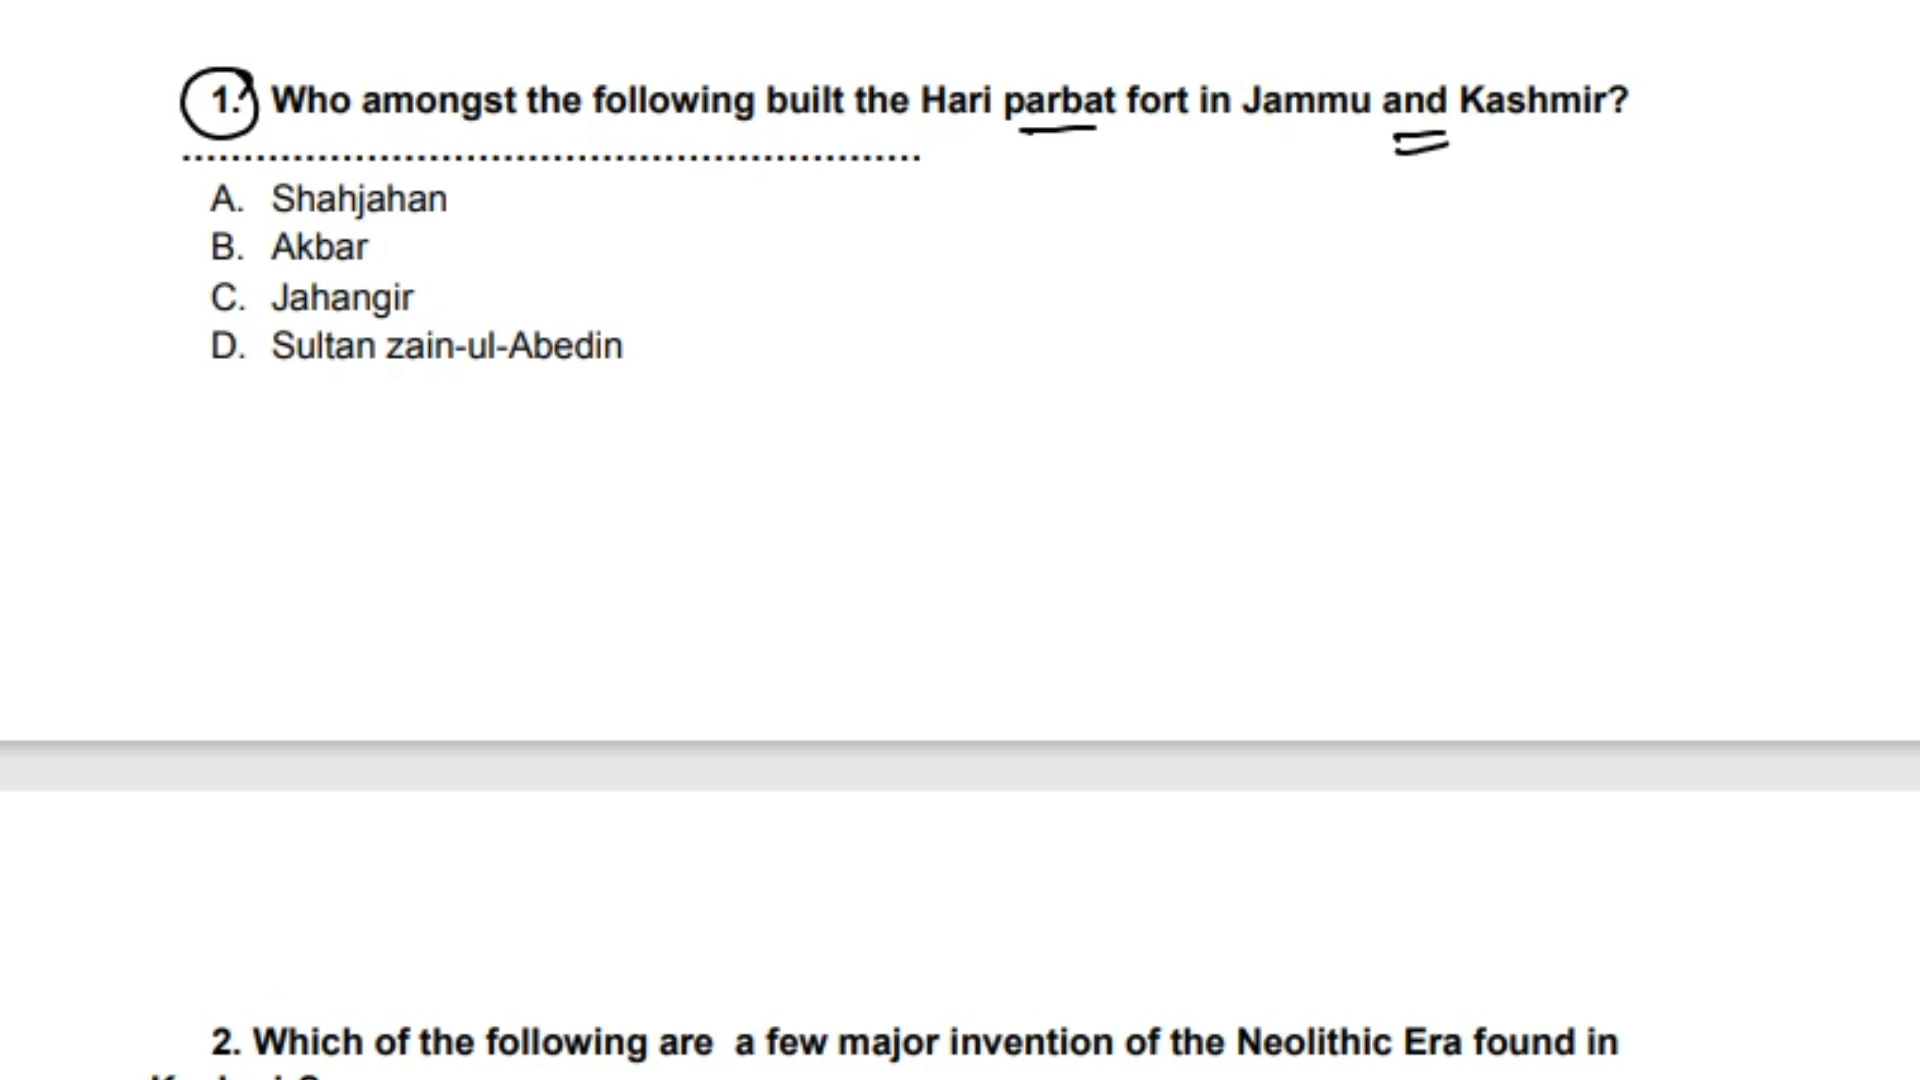 1. Who amongst the following built the Hari parbat fort in Jammu and Kashmir?
............................................................
A. Shahjahan
B. Akbar
C. Jahangir
D. Sultan zain-ul-Abedin
2. Which of the following are a few major invention of the Neolithic Era found in